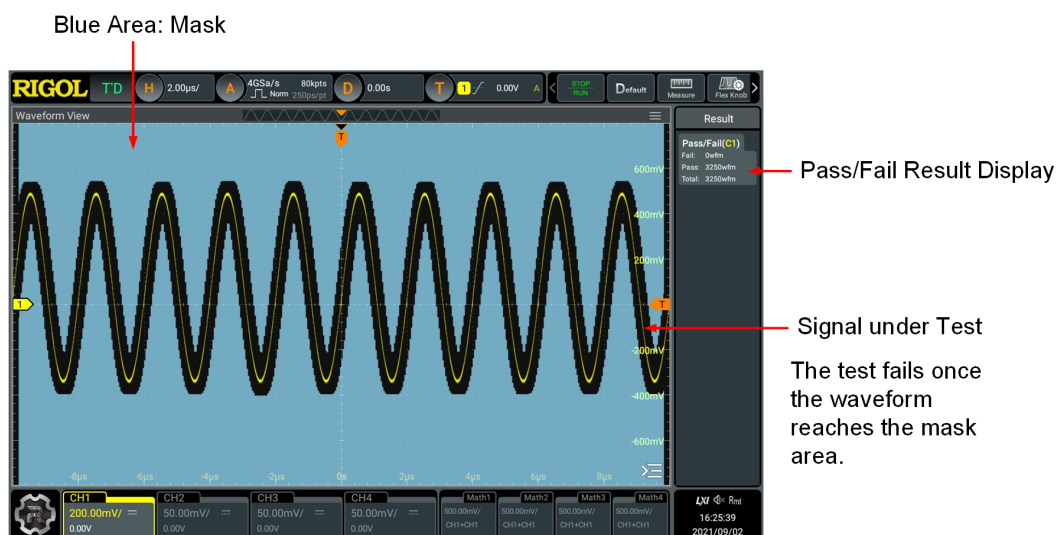 Blue Area: Mask
RIGOL T'D H 2.00μs/ A 4GSa/s 80kpts Norm 250ps/pt D 0.00s T 1 0.00V A < STOP RUN Default Measure Flex Knob >
Waveform View
T
Result
Pass/Fail(C1)
Fail: 0wfm
Pass: 3250wfm
Total: 3250wfm
Pass/Fail Result Display
600mV
400mV
200mV
1
T
-200mV
-400mV
-600mV
Signal under Test
The test fails once
the waveform
reaches the mask
area.
-8μs -6μs -4μs -2μs 0s 2μs 4μs 6μs 8μs
CH1 CH2 CH3 CH4 Math1 Math2 Math3 Math4
200.00mV/ 50.00mV/ 50.00mV/ 50.00mV/ 500.00mV/ 500.00mV/ 500.00mV/ 500.00mV/
0.00V 0.00V 0.00V 0.00V CH1+CH1 CH1+CH1 CH1+CH1 CH1+CH1
LXI Rmt
16:25:39
2021/09/02